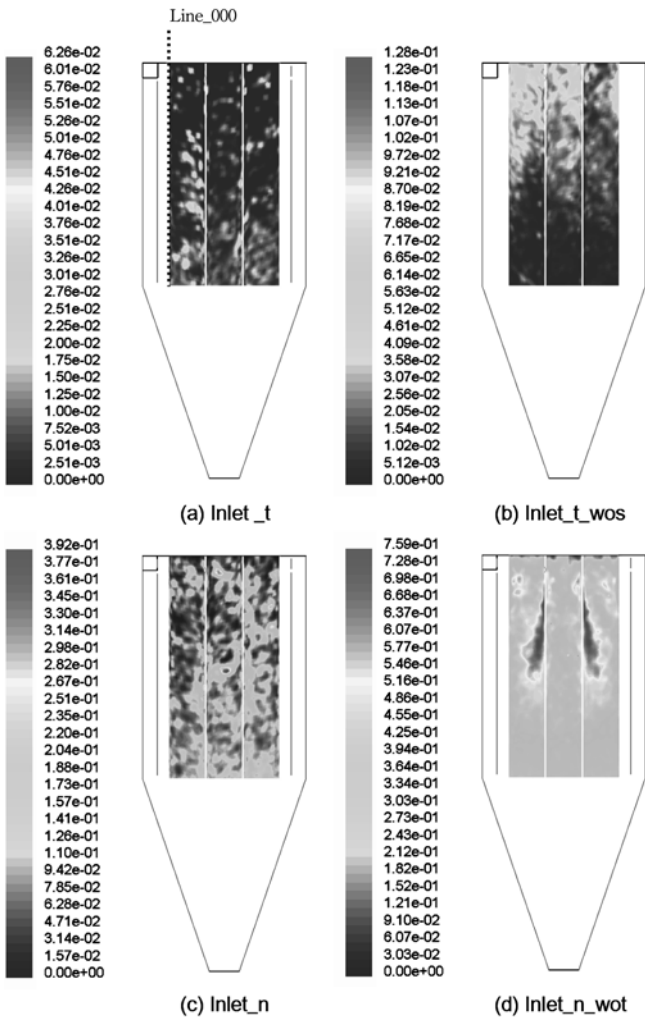 Line_000
6.26e-02
6.01e-02
5.76e-02
5.51e-02
5.26e-02
5.01e-02
4.76e-02
4.51e-02
4.26e-02
4.01e-02
3.76e-02
3.51e-02
3.26e-02
3.01e-02
2.76e-02
2.51e-02
2.25e-02
2.00e-02
1.75e-02
1.50e-02
1.25e-02
1.00e-02
7.52e-03
5.01e-03
2.51e-03
0.00e+00
(a) Inlet _t
1.28e-01
1.23e-01
1.18e-01
1.13e-01
1.07e-01
1.02e-01
9.72e-02
9.21e-02
8.70e-02
8.19e-02
7.68e-02
7.17e-02
6.65e-02
6.14e-02
5.63e-02
5.12e-02
4.61e-02
4.09e-02
3.58e-02
3.07e-02
2.56e-02
2.05e-02
1.54e-02
1.02e-02
5.12e-03
0.00e+00
(b) Inlet_t_wos
3.92e-01
3.77e-01
3.61e-01
3.45e-01
3.30e-01
3.14e-01
2.98e-01
2.82e-01
2.67e-01
2.51e-01
2.35e-01
2.20e-01
2.04e-01
1.88e-01
1.73e-01
1.57e-01
1.41e-01
1.26e-01
1.10e-01
9.42e-02
7.85e-02
6.28e-02
4.71e-02
3.14e-02
1.57e-02
0.00e+00
(c) Inlet_n
7.59e-01
7.28e-01
6.98e-01
6.68e-01
6.37e-01
6.07e-01
5.77e-01
5.46e-01
5.16e-01
4.86e-01
4.55e-01
4.25e-01
3.94e-01
3.64e-01
3.34e-01
3.03e-01
2.73e-01
2.43e-01
2.12e-01
1.82e-01
1.52e-01
1.21e-01
9.10e-02
6.07e-02
3.03e-02
0.00e+00
(d) Inlet_n_wot